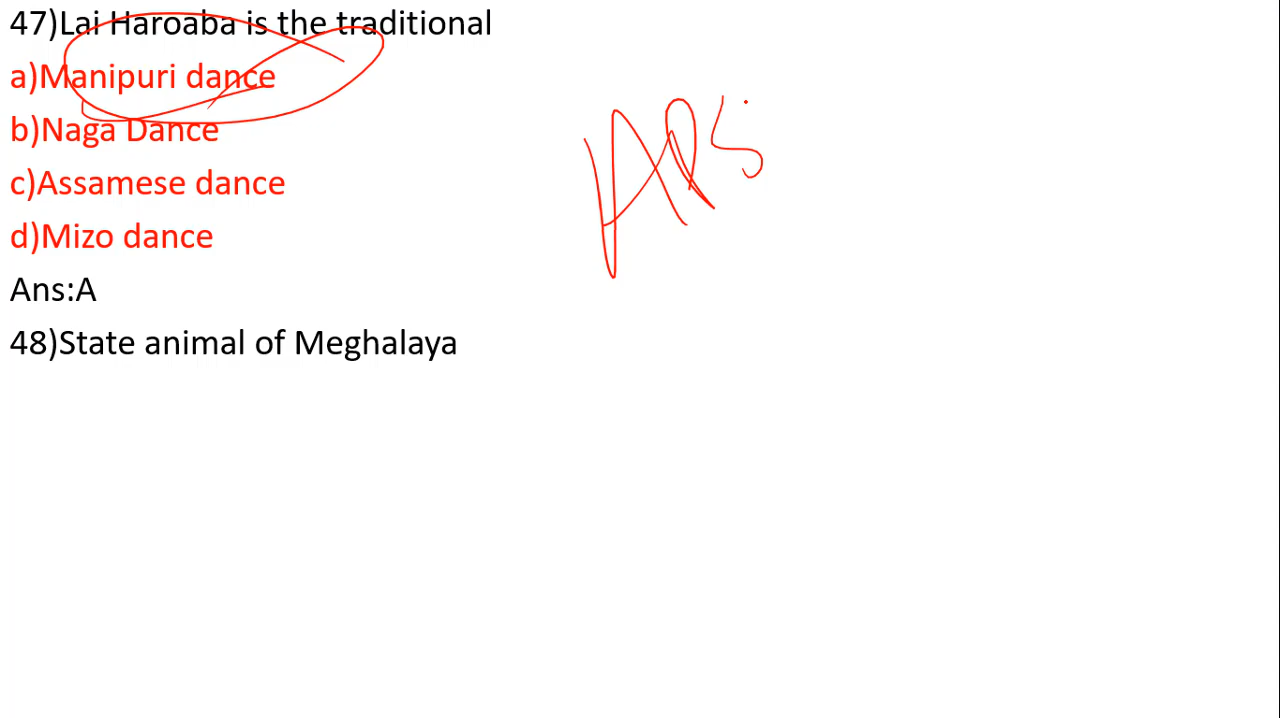 47)Lai Haroaba is the traditional
a)Manipuri dance
b)Naga Dance
c)Assamese dance
d)Mizo dance
Ans:A
48)State animal of Meghalaya